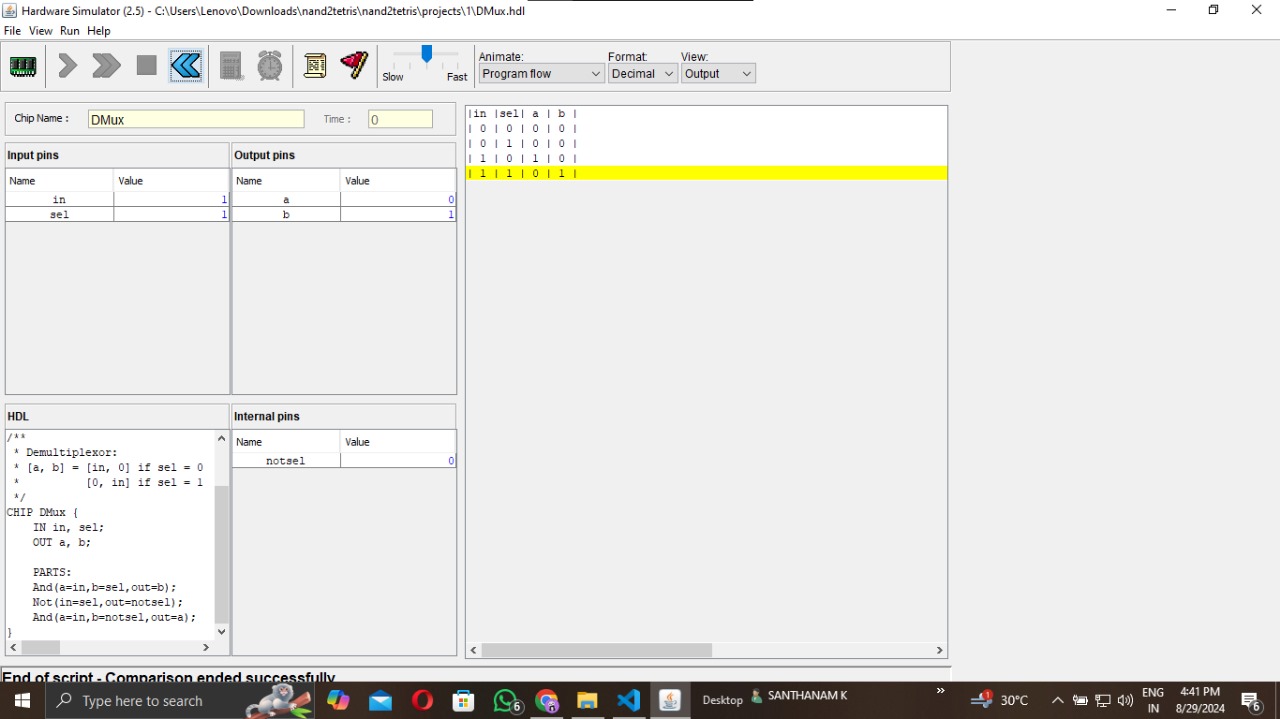 Hardware Simulator (2.5) - C:\Users\Lenovo\Downloads\nand2tetris\nand2tetris\projects\1\DMux.hdl
File View Run Help
Slow Fast
Animate: Format: View:
Program flow Decimal Output
Chip Name : DMux Time : 0
Input pins
Name Value
in 1
sel 1
Output pins
Name Value
a 0
b 1
HDL
/**
* Demultiplexor:
* [a, b] = [in, 0] if sel = 0
* [0, in] if sel = 1
*/
CHIP DMux {
IN in, sel;
OUT a, b;
PARTS:
And(a=in,b=sel,out=b);
Not(in=sel,out=notsel);
And(a=in,b=notsel,out=a);
}
Internal pins
Name Value
notsel 0
|in |sel| a | b |
| 0 | 0 | 0 | 0 |
| 0 | 1 | 0 | 0 |
| 1 | 0 | 1 | 0 |
| 1 | 1 | 0 | 1 |
End of script - Comparison ended successfully
Type here to search
6
Desktop
SANTHANAM K
»
1
30°C
ENG
IN
4:41 PM
8/29/2024
6